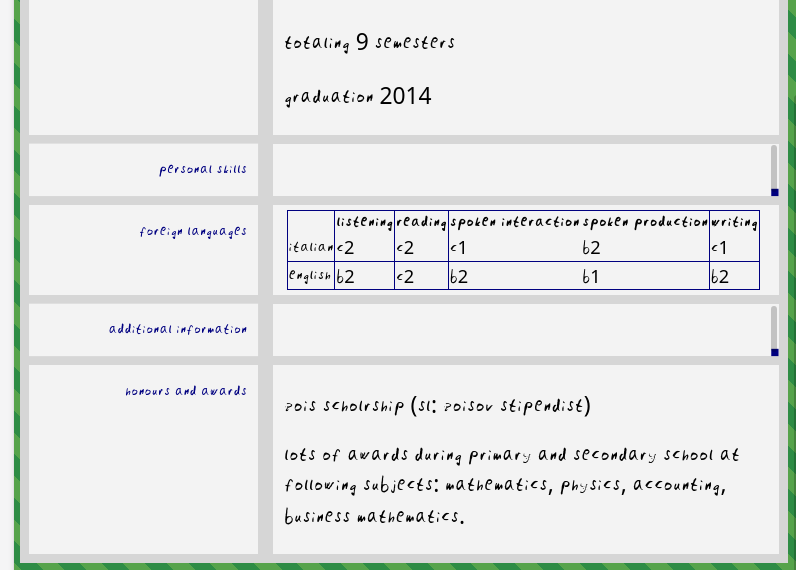 totaling 9 semesters
graduation 2014
personal skills
foreign languages
listening reading spoken interaction spoken production writing
italian c2 c2 c1 b2 c1
english b2 c2 b2 b1 b2
additional information
honours and awards
zois scholrship (sl: zoisov stipendist)
lots of awards during primary and secondary school at
following subjects: mathematics, physics, accounting,
business mathematics.